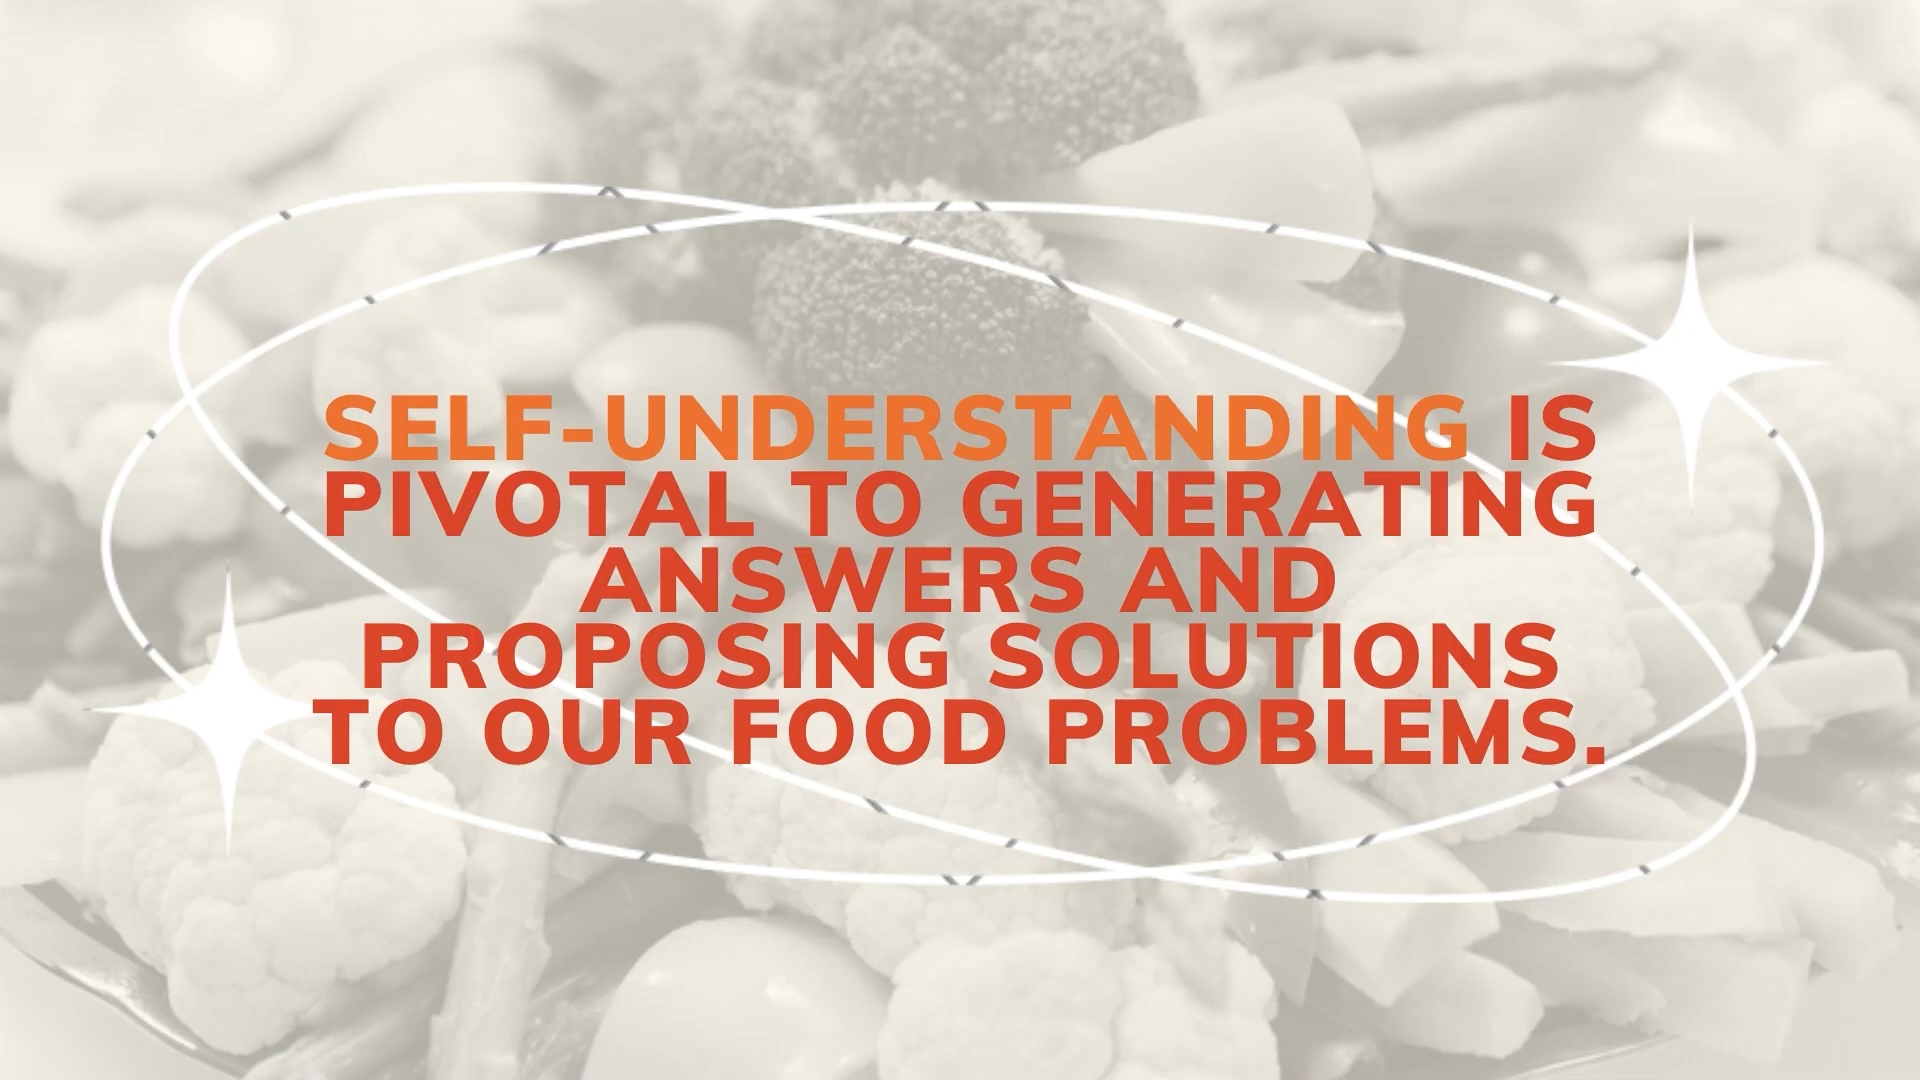 SELF-UNDERSTANDING IS
PIVOTAL TO GENERATING
ANSWERS AND
PROPOSING SOLUTIONS
TO OUR FOOD PROBLEMS.